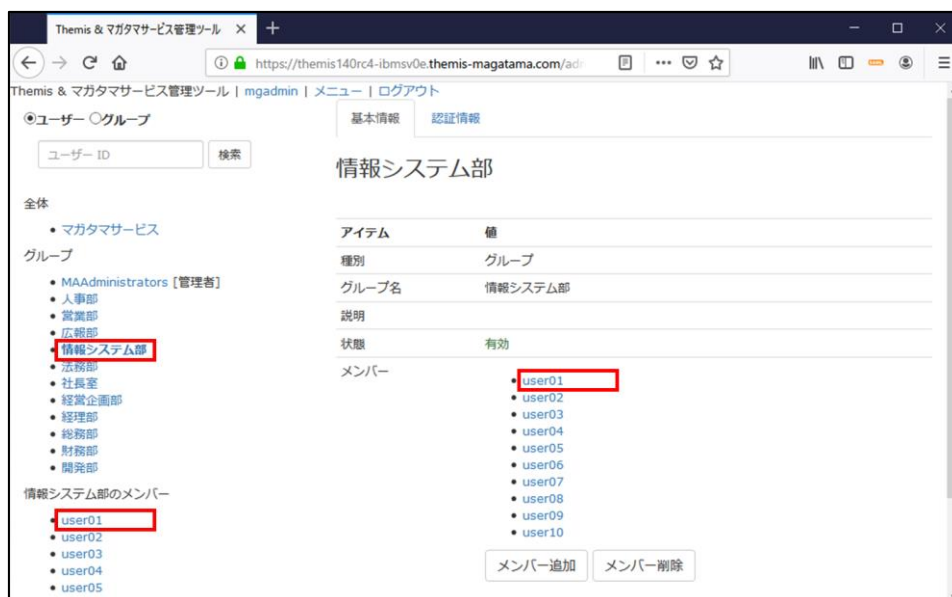 Themis & マガタマサービス管理ツール
https://themis140rc4-ibmsv0e.themis-magatama.com/adr
Themis & マガタマサービス管理ツール | mgadmin | メニュー | ログアウト
ユーザー グループ
ユーザー ID 検索
全体
マガタマサービス
グループ
MAAdministrators [管理者]
人事部
営業部
広報部
情報システム部
法務部
社長室
経営企画部
経理部
総務部
財務部
開発部
情報システム部のメンバー
user01
user02
user03
user04
user05
基本情報 認証情報
情報システム部
アイテム 値
種別 グループ
グループ名 情報システム部
説明
状態 有効
メンバー
user01
user02
user03
user04
user05
user06
user07
user08
user09
user10
メンバー追加 メンバー削除